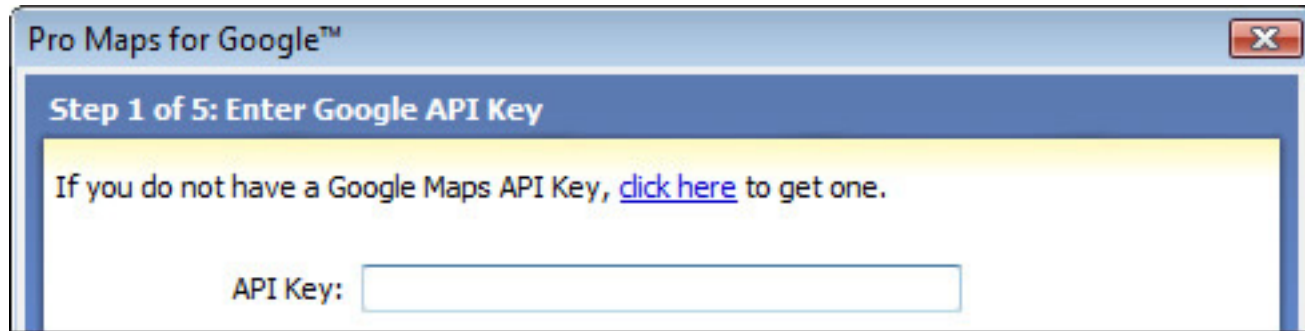 Pro Maps for Google™
Step 1 of 5: Enter Google API Key
If you do not have a Google Maps API Key, click here to get one.
API Key: